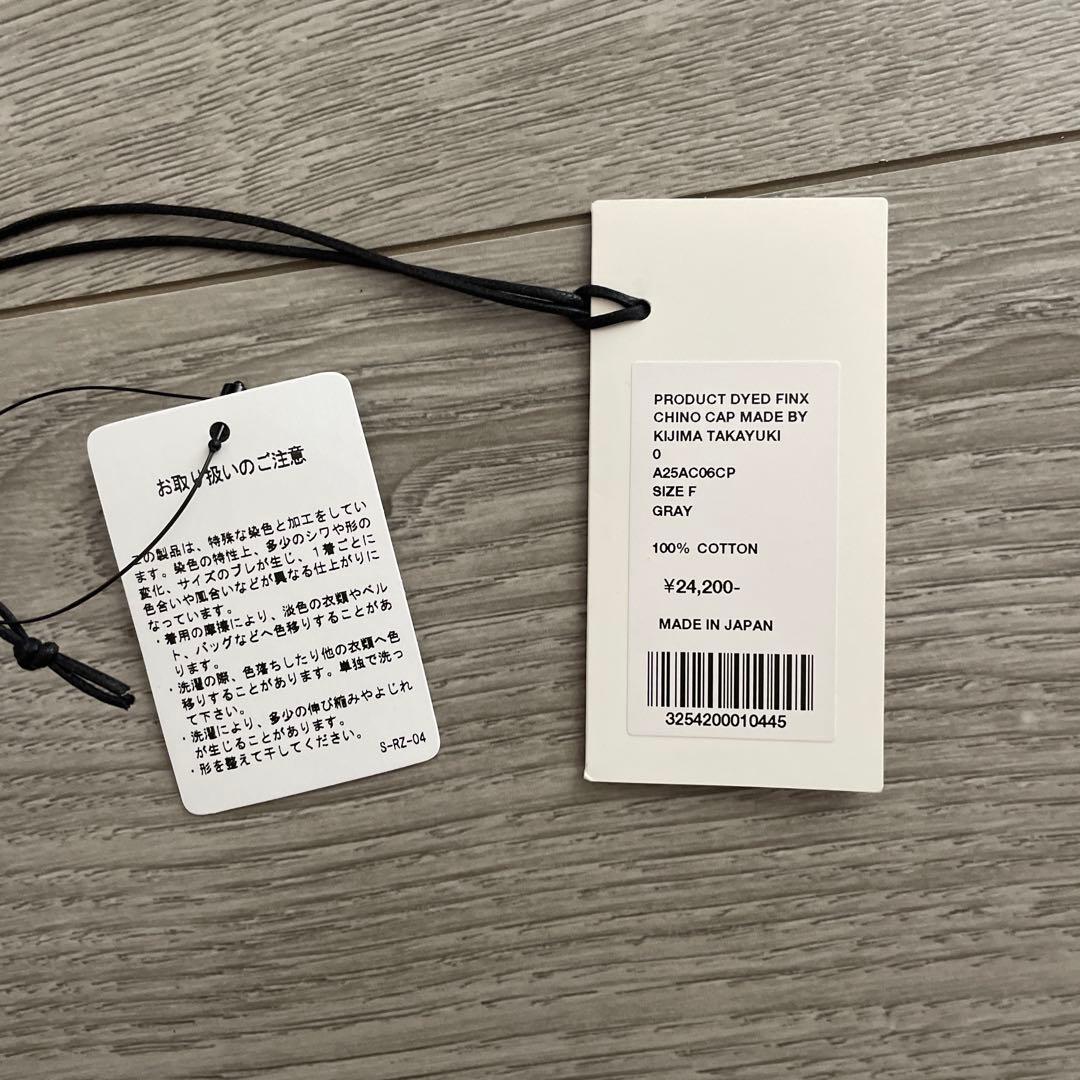 お取り扱いのご注意
この製品は、特殊な染色と加工をしてい
ます。染色の特性上、多少のシワや形の
変化、サイズのブレが生じ、1着ごとに
色合いや風合いなどが異なる仕上がりに
なっています。
・着用の摩擦により、淡色の衣類やベル
ト、バッグなどへ色移りすることがあ
ります。
・洗濯の際、色落ちしたり他の衣類へ色
移りすることがあります。単独で洗っ
て下さい。
・洗濯により、多少の伸び縮みやよじれ
が生じることがあります。
・形を整えて干してください。
S-RZ-04
PRODUCT DYED FINX
CHINO CAP MADE BY
KIJIMA TAKAYUKI
0
A25AC06CP
SIZE F
GRAY
100% COTTON
¥24,200-
MADE IN JAPAN
3254200010445